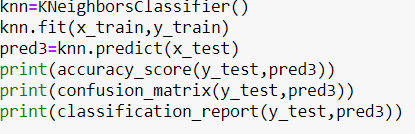 knn=KNeighborsClassifier()
knn.fit(x_train,y_train)
pred3=knn.predict(x_test)
print(accuracy_score(y_test,pred3))
print(confusion_matrix(y_test,pred3))
print(classification_report(y_test,pred3))